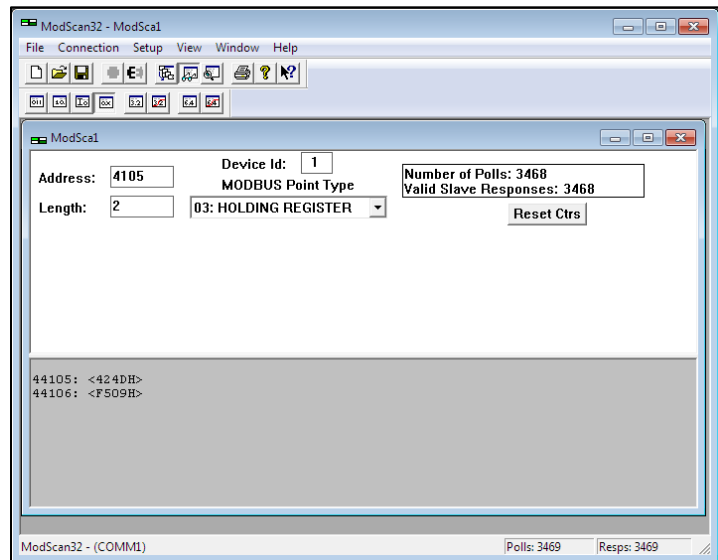 ModScan32 - ModSca1
File Connection Setup View Window Help
ModSca1
Address: 4105
Device Id: 1
MODBUS Point Type
Length: 2
03: HOLDING REGISTER
Number of Polls: 3468
Valid Slave Responses: 3468
Reset Ctrs
44105: <424DH>
44106: <F509H>
ModScan32 - (COMM1)
Polls: 3469
Resps: 3469